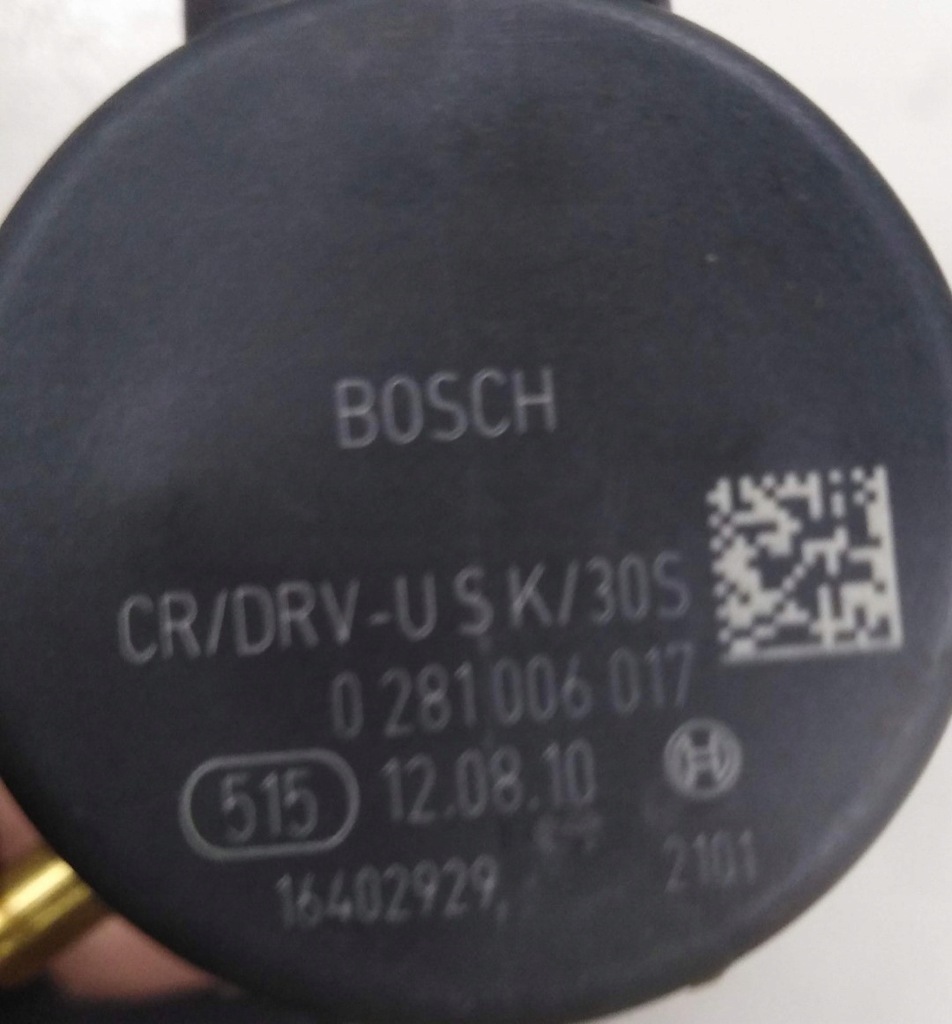 BOSCH
CR/DRV-U S K/30S
0 281 006 017
515 12.08.10
16402929, 2101